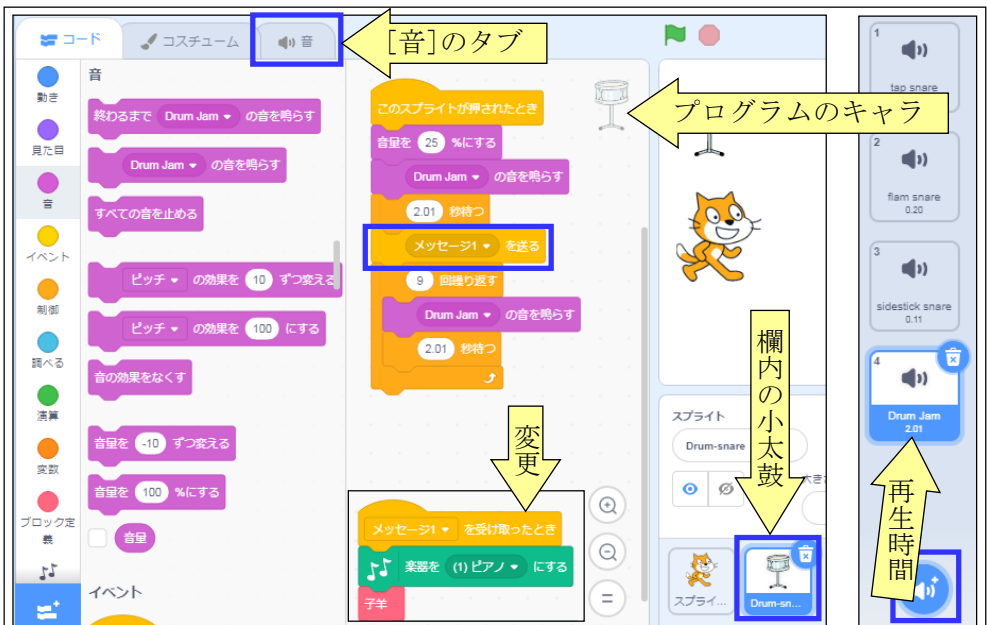 コード
コスチューム
音
[音]のタブ
動き
見た目
音
イベント
制御
調べる
演算
変数
ブロック定
義
音
終わるまで Drum Jam の音を鳴らす
Drum Jam の音を鳴らす
すべての音を止める
ピッチ の効果を 10 ずつ変える
ピッチ の効果を 100 にする
音の効果をなくす
音量を -10 ずつ変える
音量を 100 %にする
音量
イベント
このスプライトが押されたとき
音量を 25 %にする
Drum Jam の音を鳴らす
2.01 秒待つ
メッセージ1 を送る
9 回繰り返す
Drum Jam の音を鳴らす
2.01 秒待つ
変更
メッセージ1 を受け取ったとき
楽器を (1) ピアノ にする
子羊
プログラムのキャラ
欄内の小太鼓
スプライト
Drum-snare
大き
スプライ...
Drum-sn...
1
tap snare
2
flam snare
0.20
3
sidestick snare
0.11
4
Drum Jam
2.01
再生時間